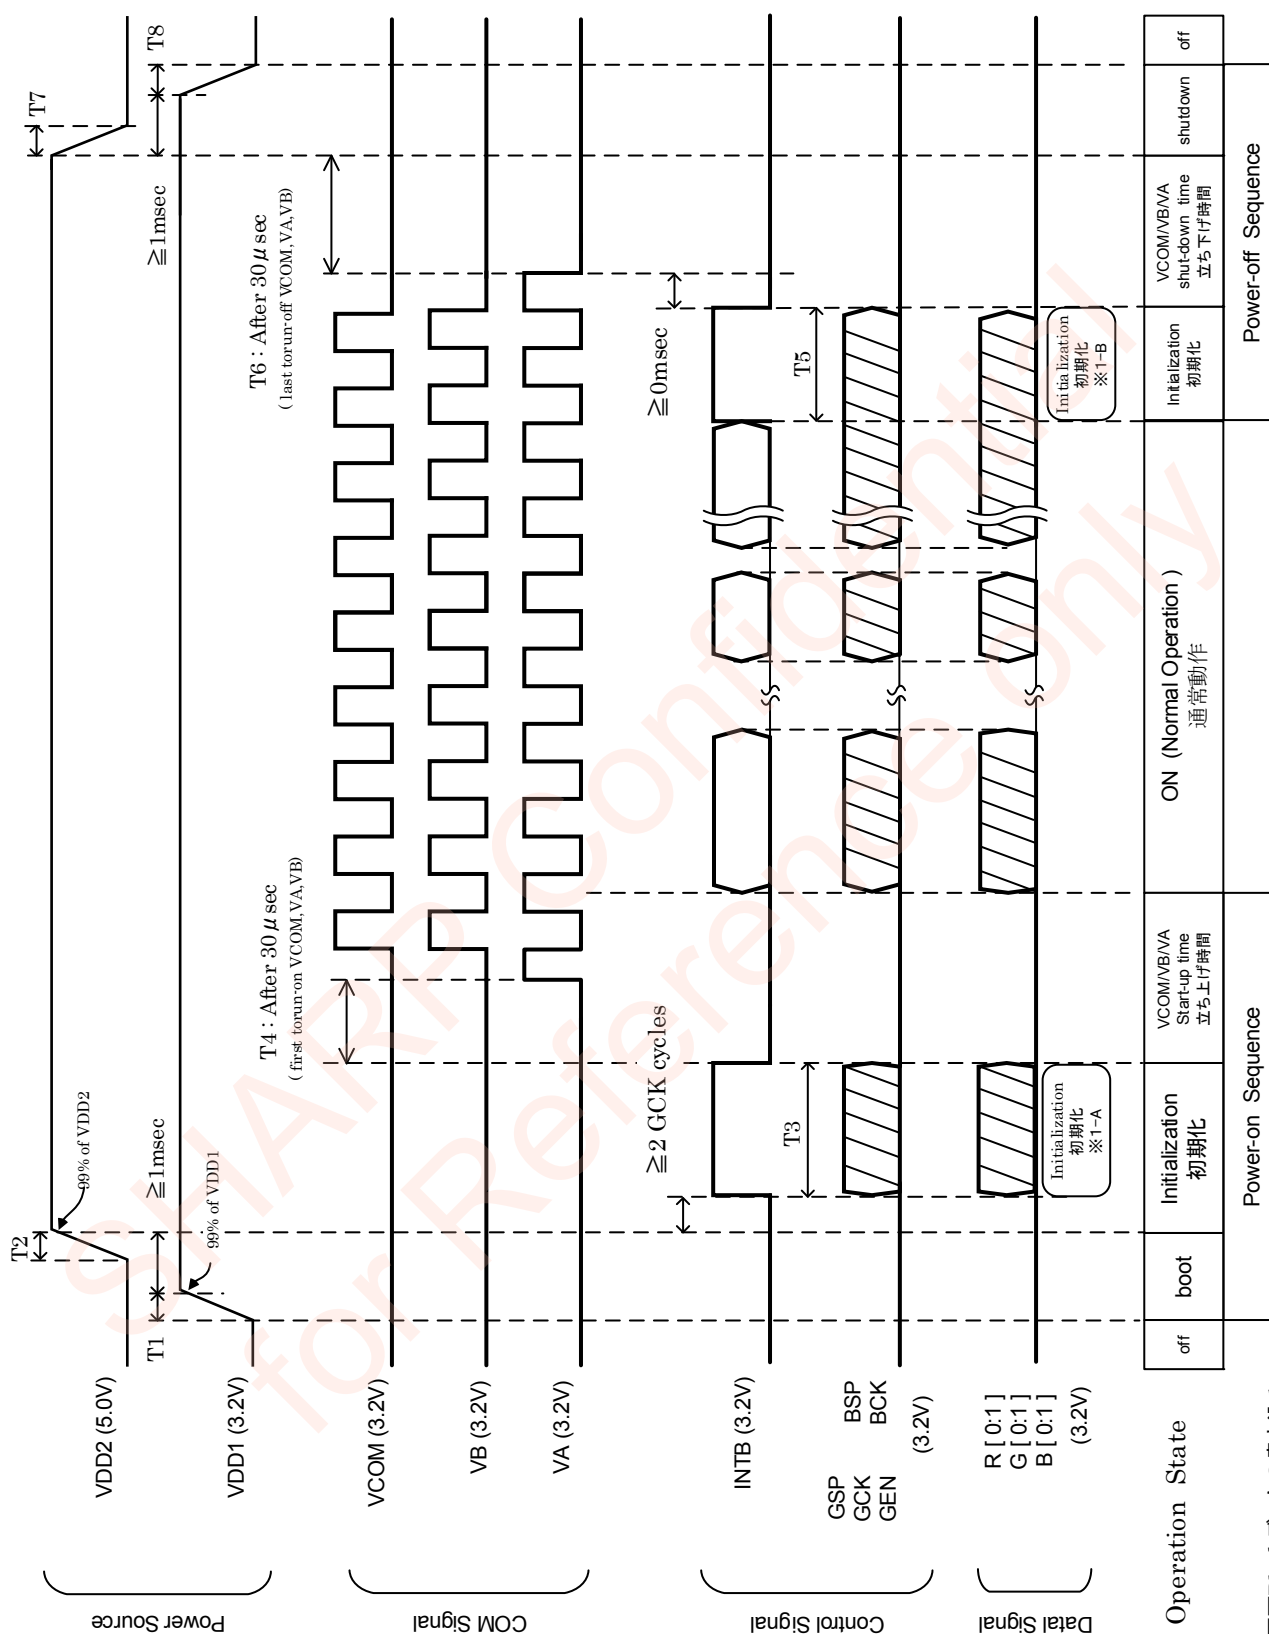 T7
T8
≧1msec
T6 : After 30μsec
( last torun-off VCOM,VA,VB)
≧0msec
T5
Initialization
初期化
※1-B
T2
99% of VDD2
T1
≧1msec
99% of VDD1
T4 : After 30μsec
( first torun-on VCOM,VA,VB)
≧2 GCK cycles
T3
Initialization
初期化
※1-A
Power Source
VDD2 (5.0V)
VDD1 (3.2V)
COM Signal
VCOM (3.2V)
VB (3.2V)
VA (3.2V)
Control Signal
INTB (3.2V)
GSP BSP
GCK BCK
GEN
(3.2V)
Datal Signal
R [ 0:1 ]
G [ 0:1 ]
B [ 0:1 ]
(3.2V)
Operation State
off
boot
Initialization
初期化
VCOM/VB/VA
Start-up time
立ち上げ時間
ON (Normal Operation )
通常動作
Initialization
初期化
VCOM/VB/VA
shut-down time
立ち下げ時間
shutdown
off
Power-on Sequence
Power-off Sequence
SHARP Confidential
for Reference only